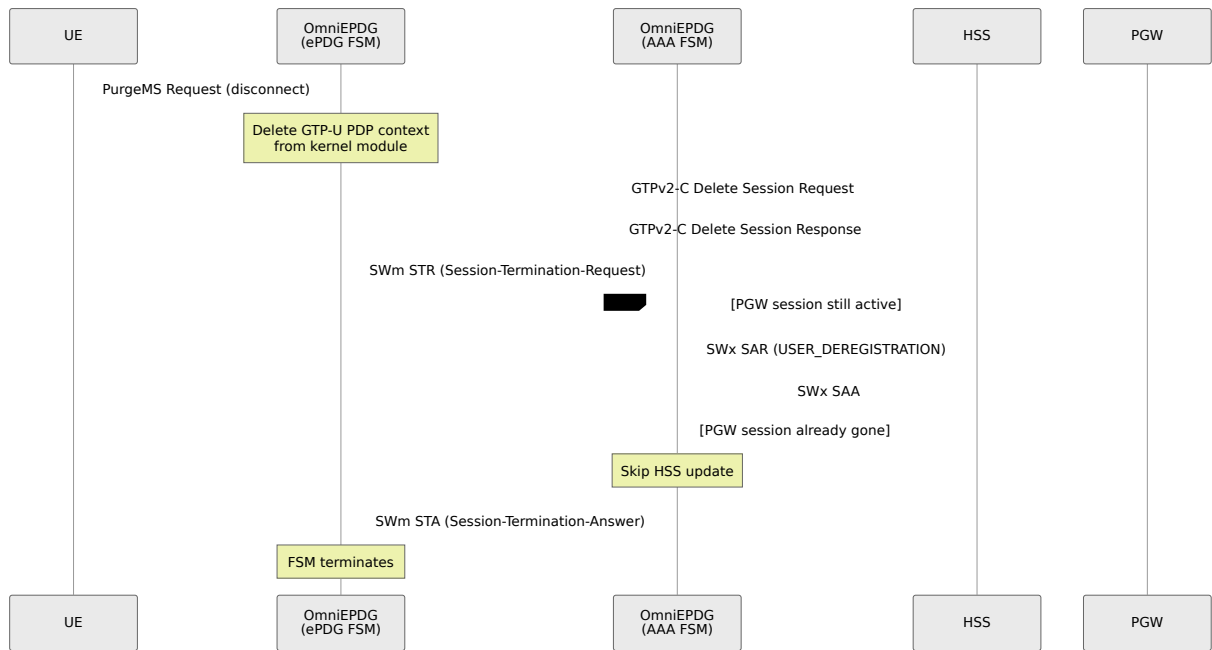 UE
OmniEPDG
(ePDG FSM)
OmniEPDG
(AAA FSM)
HSS
PGW
PurgeMS Request (disconnect)
Delete GTP-U PDP context
from kernel module
GTPv2-C Delete Session Request
GTPv2-C Delete Session Response
SWm STR (Session-Termination-Request)
[PGW session still active]
SWx SAR (USER_DEREGISTRATION)
SWx SAA
[PGW session already gone]
Skip HSS update
SWm STA (Session-Termination-Answer)
FSM terminates
UE
OmniEPDG
(ePDG FSM)
OmniEPDG
(AAA FSM)
HSS
PGW